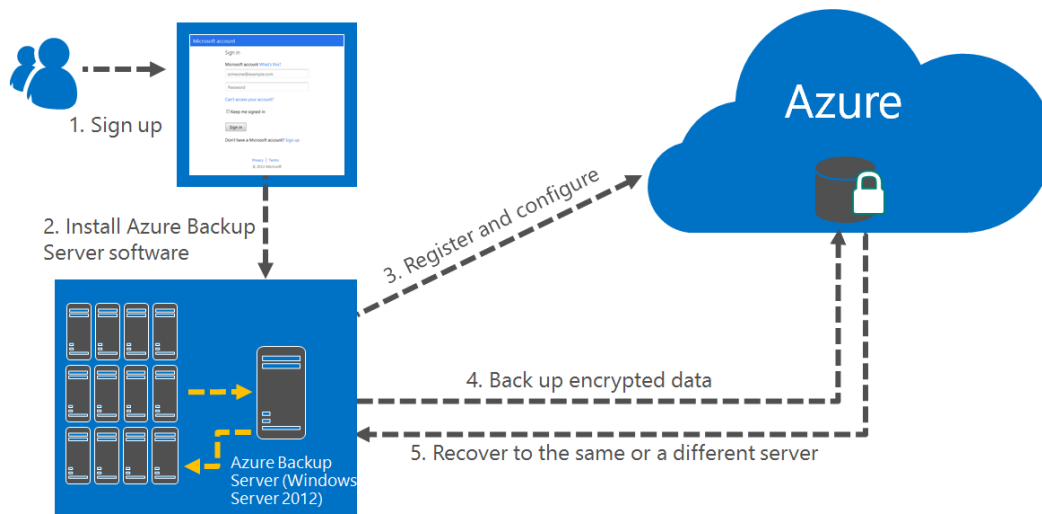 Microsoft account
Sign in
Microsoft account What's this?
someone@example.com
Password
Can't access your account?
Keep me signed in
Sign in
Don't have a Microsoft account? Sign up
Privacy | Terms
© 2013 Microsoft
1. Sign up
Azure
2. Install Azure Backup
Server software
3. Register and configure
4. Back up encrypted data
5. Recover to the same or a different server
Azure Backup
Server (Windows
Server 2012)